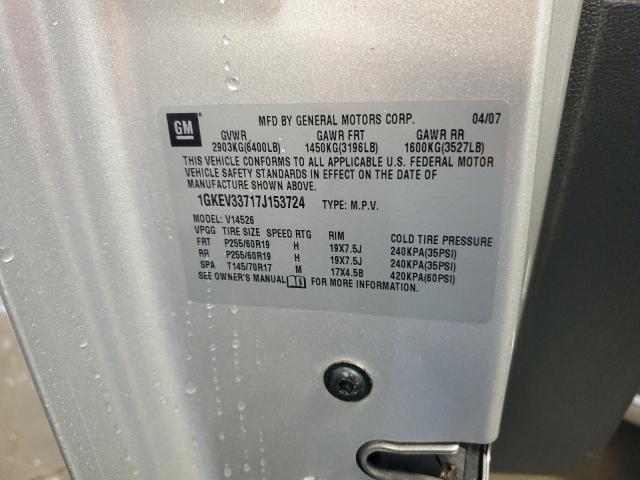 GM
MFD BY GENERAL MOTORS CORP. 04/07
GVWR GAWR FRT GAWR RR
2903KG(6400LB) 1450KG(3196LB) 1600KG(3527LB)
THIS VEHICLE CONFORMS TO ALL APPLICABLE U.S. FEDERAL MOTOR
VEHICLE SAFETY STANDARDS IN EFFECT ON THE DATE OF
MANUFACTURE SHOWN ABOVE.
1GKEV33717J153724 TYPE: M.P.V.
MODEL: V14526
VPGG TIRE SIZE SPEED RTG RIM COLD TIRE PRESSURE
FRT P255/60R19 H 19X7.5J 240KPA(35PSI)
RR P255/60R19 H 19X7.5J 240KPA(35PSI)
SPA T145/70R17 M 17X4.5B 420KPA(60PSI)
SEE OWNER'S MANUAL FOR MORE INFORMATION.